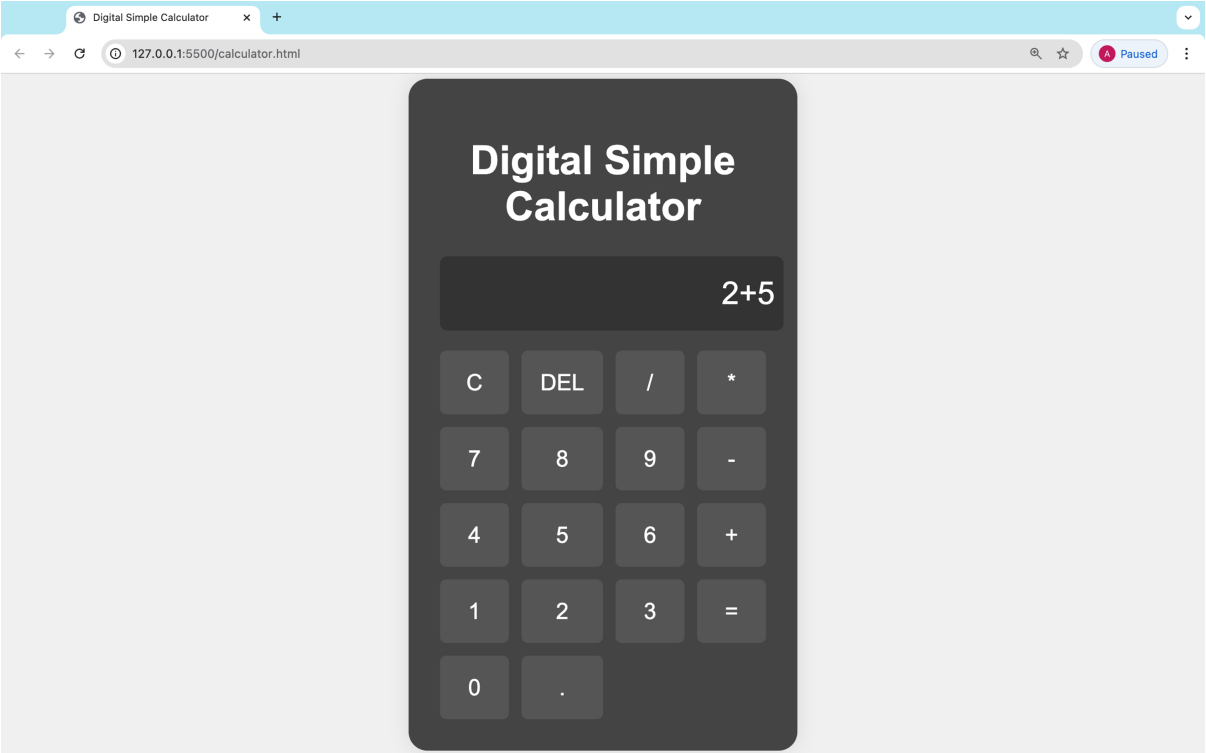 Digital Simple Calculator
127.0.0.1:5500/calculator.html
A Paused
Digital Simple
Calculator
2+5
C DEL / *
7 8 9 -
4 5 6 +
1 2 3 =
0 .